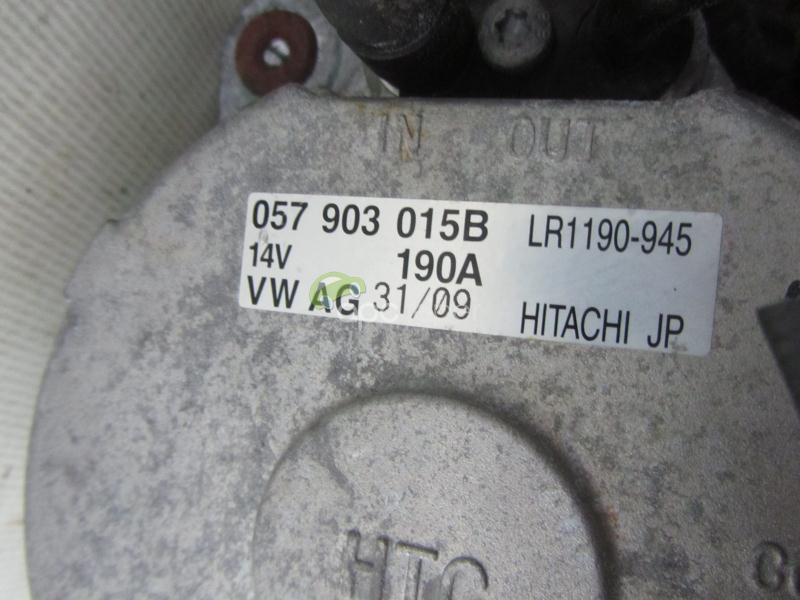 IN OUT
057 903 015B LR1190-945
14V 190A
VW AG 31/09 HITACHI JP
HTC